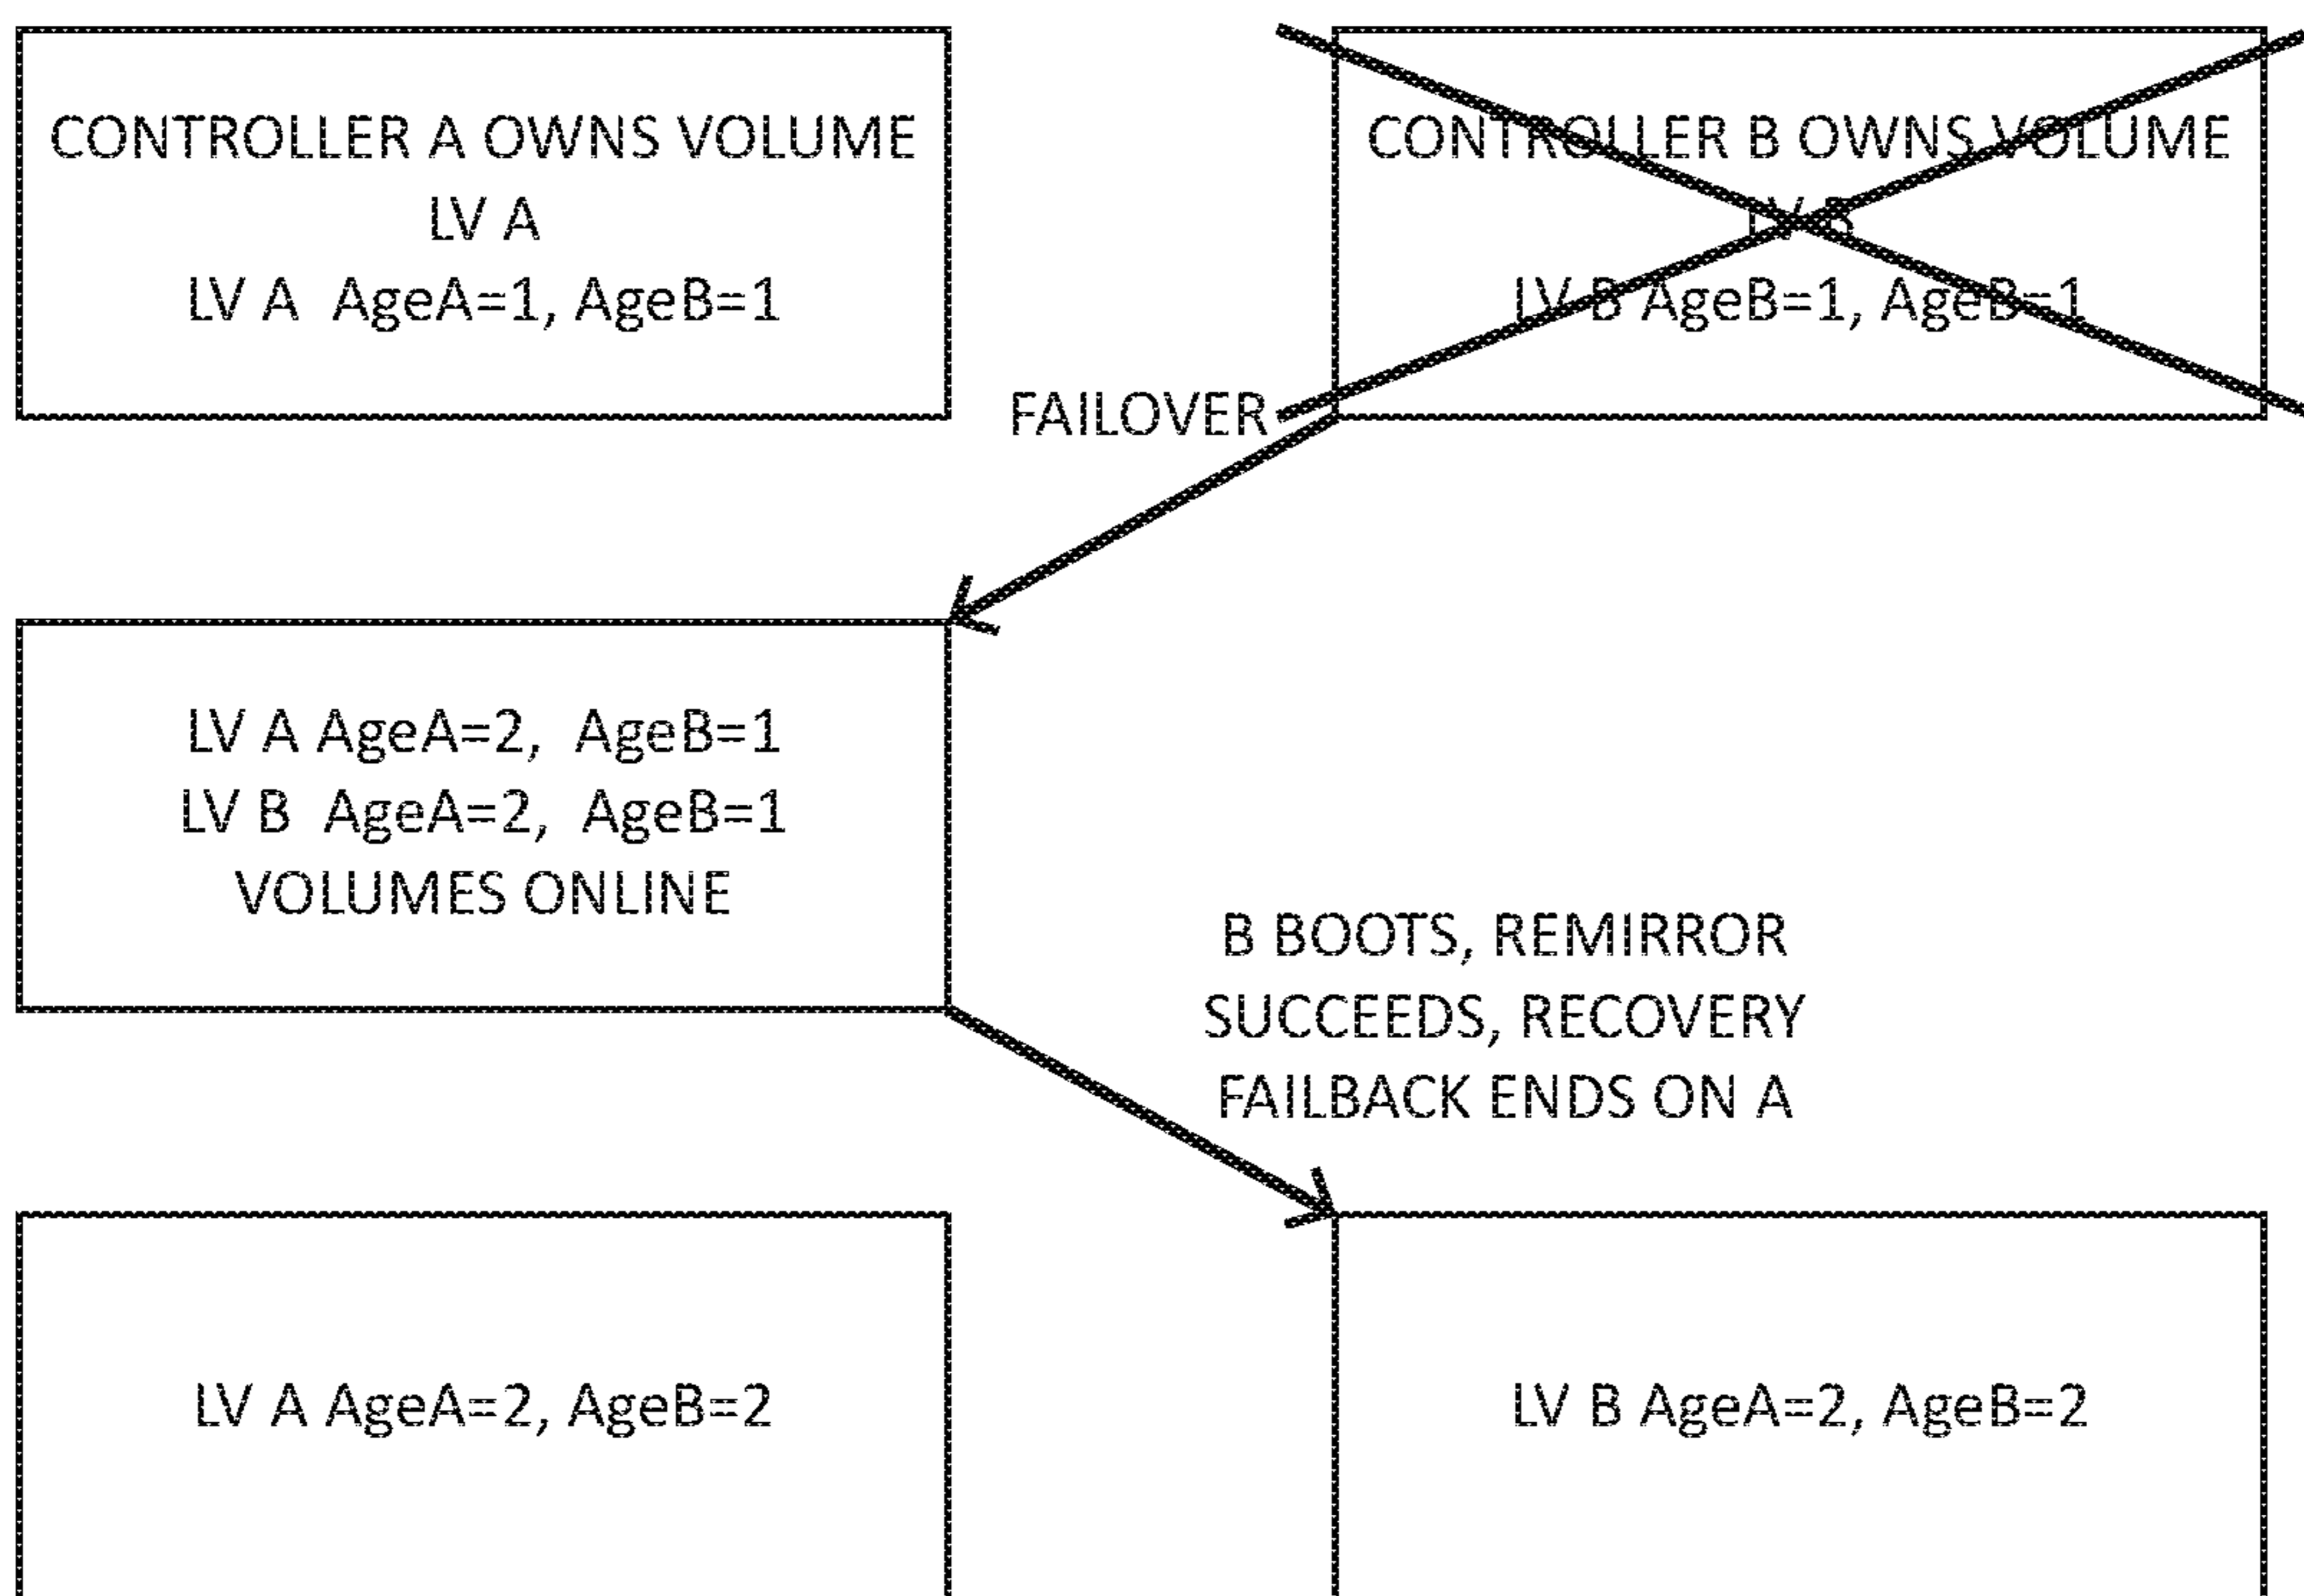 CONTROLLER A OWNS VOLUME
LV A
LV A  AgeA=1, AgeB=1
CONTROLLER B OWNS VOLUME
LV B
LV B AgeB=1, AgeB=1
FAILOVER
LV A AgeA=2,  AgeB=1
LV B  AgeA=2,  AgeB=1
VOLUMES ONLINE
B BOOTS, REMIRROR
SUCCEEDS, RECOVERY
FAILBACK ENDS ON A
LV A AgeA=2, AgeB=2
LV B AgeA=2, AgeB=2